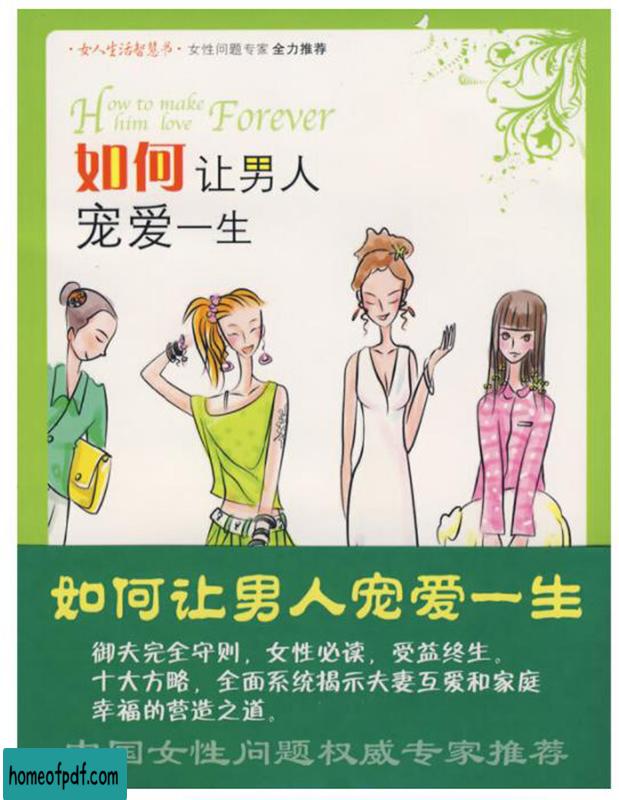 ·女人生活智慧书·女性问题专家 全力推荐
How to make
him love Forever
如何让男人
宠爱一生
如何让男人宠爱一生
御夫完全守则，女性必读，受益终生。
十大方略，全面系统揭示夫妻互爱和家庭
幸福的营造之道。
中国女性问题权威专家推荐
homeofpdf.com